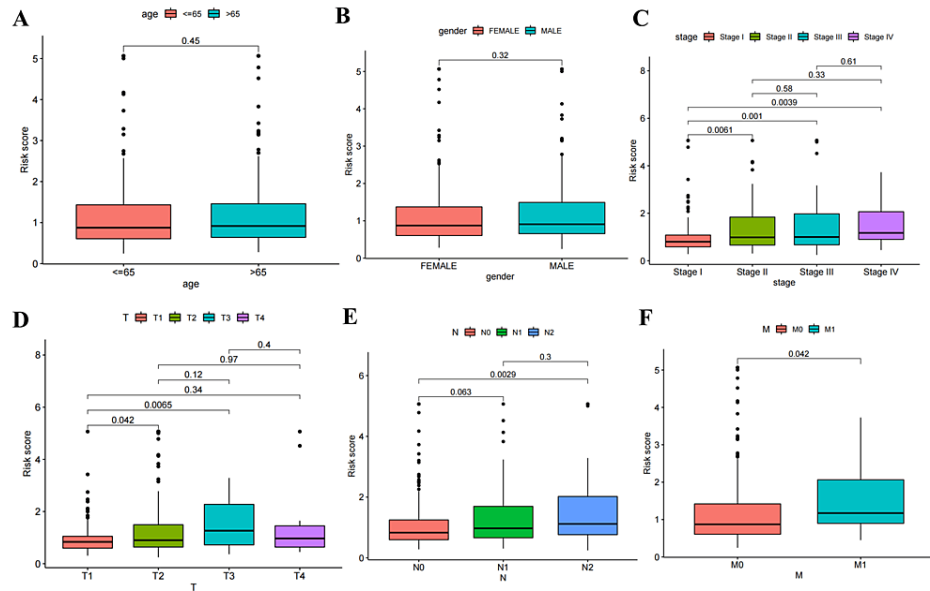 A
age <=65 >65
0.45
5
4
3
2
1
0
Risk score
<=65 >65
age
B
gender FEMALE MALE
0.32
5
4
3
2
1
0
Risk score
FEMALE MALE
gender
C
stage Stage I Stage II Stage III Stage IV
0.61
0.33
0.58
0.0039
0.001
0.0061
8
6
4
2
0
Risk score
Stage I Stage II Stage III Stage IV
stage
D
T T1 T2 T3 T4
0.4
0.97
0.12
0.34
0.0065
0.042
8
6
4
2
0
Risk score
T1 T2 T3 T4
T
E
N N0 N1 N2
0.3
0.0029
0.063
6
4
2
0
Risk score
N0 N1 N2
N
F
M M0 M1
0.042
5
4
3
2
1
0
Risk score
M0 M1
M